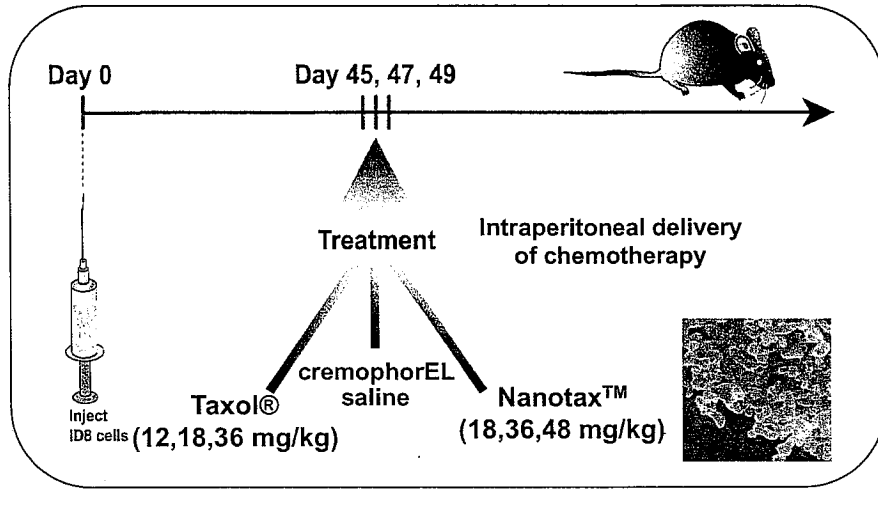 Day 0
Day 45, 47, 49
Treatment
Intraperitoneal delivery
of chemotherapy
Inject
ID8 cells
Taxol®
(12,18,36 mg/kg)
cremophorEL
saline
Nanotax™
(18,36,48 mg/kg)